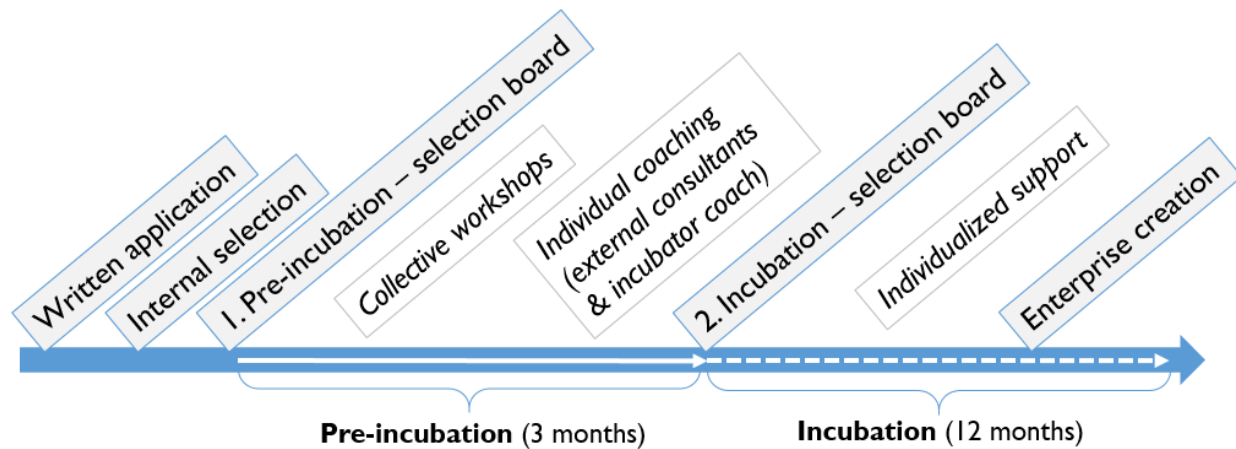 Written application
Internal selection
1. Pre-incubation – selection board
Collective workshops
Individual coaching
(external consultants
& incubator coach)
2. Incubation – selection board
Individualized support
Enterprise creation
Pre-incubation (3 months)
Incubation (12 months)